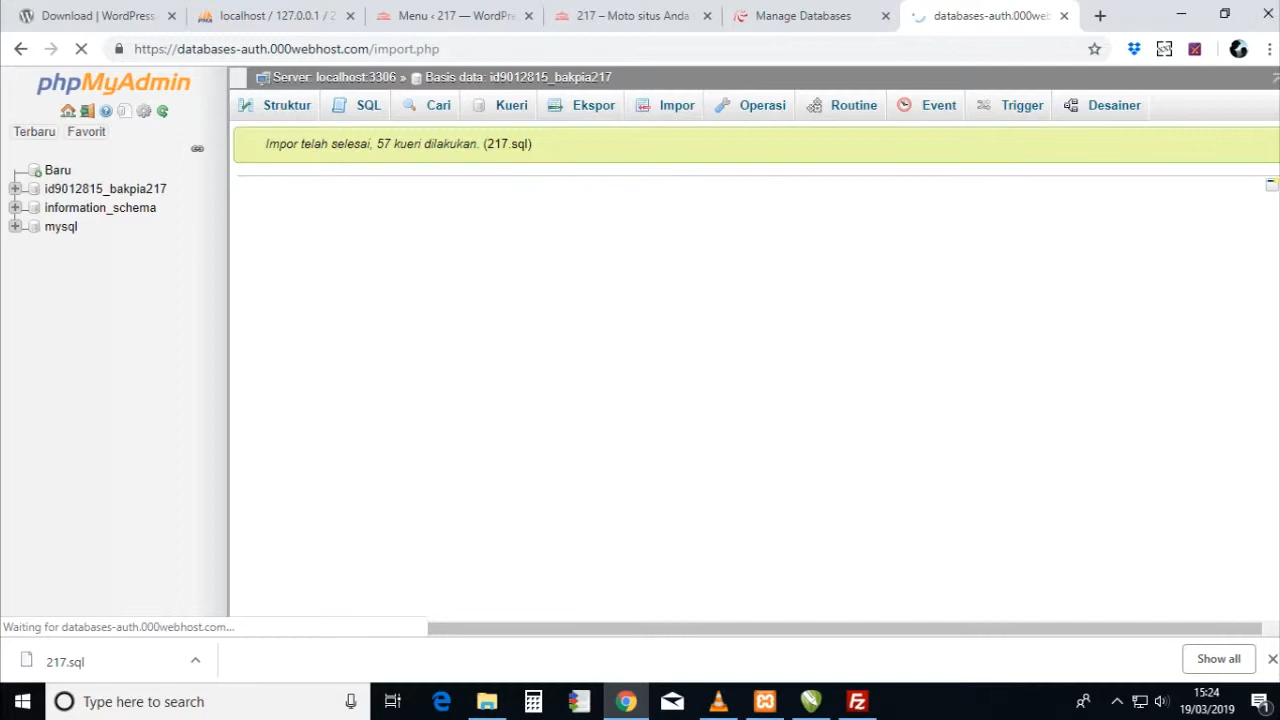 Download | WordPress
localhost / 127.0.0.1 / 2
Menu ‹ 217 — WordPre
217 – Moto situs Anda
Manage Databases
databases-auth.000web
https://databases-auth.000webhost.com/import.php
phpMyAdmin
Server: localhost:3306 » Basis data: id9012815_bakpia217
Struktur SQL Cari Kueri Ekspor Impor Operasi Routine Event Trigger Desainer
Terbaru Favorit
Impor telah selesai, 57 kueri dilakukan. (217.sql)
Baru
id9012815_bakpia217
information_schema
mysql
Waiting for databases-auth.000webhost.com...
217.sql
Show all
Type here to search
15:24
19/03/2019
1